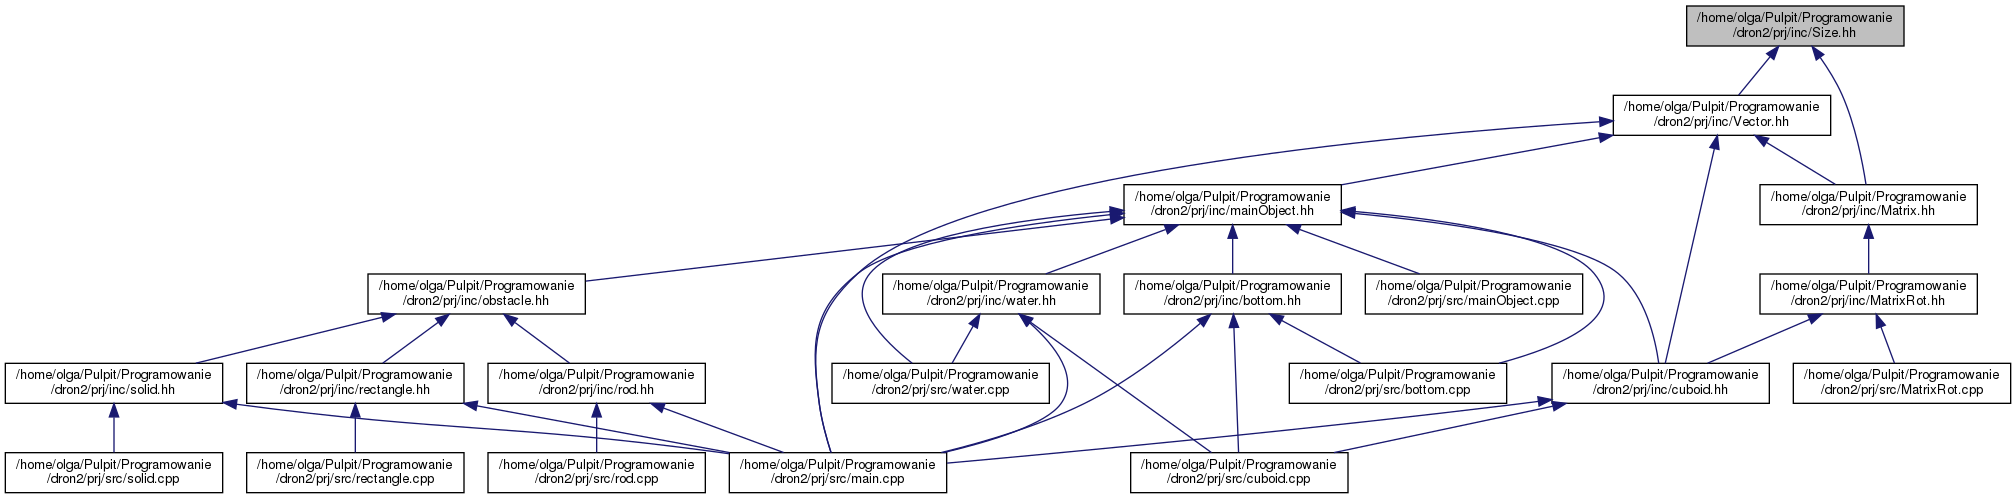 /home/olga/Pulpit/Programowanie
/dron2/prj/inc/Size.hh
/home/olga/Pulpit/Programowanie
/dron2/prj/inc/Vector.hh
/home/olga/Pulpit/Programowanie
/dron2/prj/inc/mainObject.hh
/home/olga/Pulpit/Programowanie
/dron2/prj/inc/Matrix.hh
/home/olga/Pulpit/Programowanie
/dron2/prj/inc/obstacle.hh
/home/olga/Pulpit/Programowanie
/dron2/prj/inc/water.hh
/home/olga/Pulpit/Programowanie
/dron2/prj/inc/bottom.hh
/home/olga/Pulpit/Programowanie
/dron2/prj/src/mainObject.cpp
/home/olga/Pulpit/Programowanie
/dron2/prj/inc/MatrixRot.hh
/home/olga/Pulpit/Programowanie
/dron2/prj/inc/solid.hh
/home/olga/Pulpit/Programowanie
/dron2/prj/inc/rectangle.hh
/home/olga/Pulpit/Programowanie
/dron2/prj/inc/rod.hh
/home/olga/Pulpit/Programowanie
/dron2/prj/src/water.cpp
/home/olga/Pulpit/Programowanie
/dron2/prj/src/bottom.cpp
/home/olga/Pulpit/Programowanie
/dron2/prj/inc/cuboid.hh
/home/olga/Pulpit/Programowanie
/dron2/prj/src/MatrixRot.cpp
/home/olga/Pulpit/Programowanie
/dron2/prj/src/solid.cpp
/home/olga/Pulpit/Programowanie
/dron2/prj/src/rectangle.cpp
/home/olga/Pulpit/Programowanie
/dron2/prj/src/rod.cpp
/home/olga/Pulpit/Programowanie
/dron2/prj/src/main.cpp
/home/olga/Pulpit/Programowanie
/dron2/prj/src/cuboid.cpp